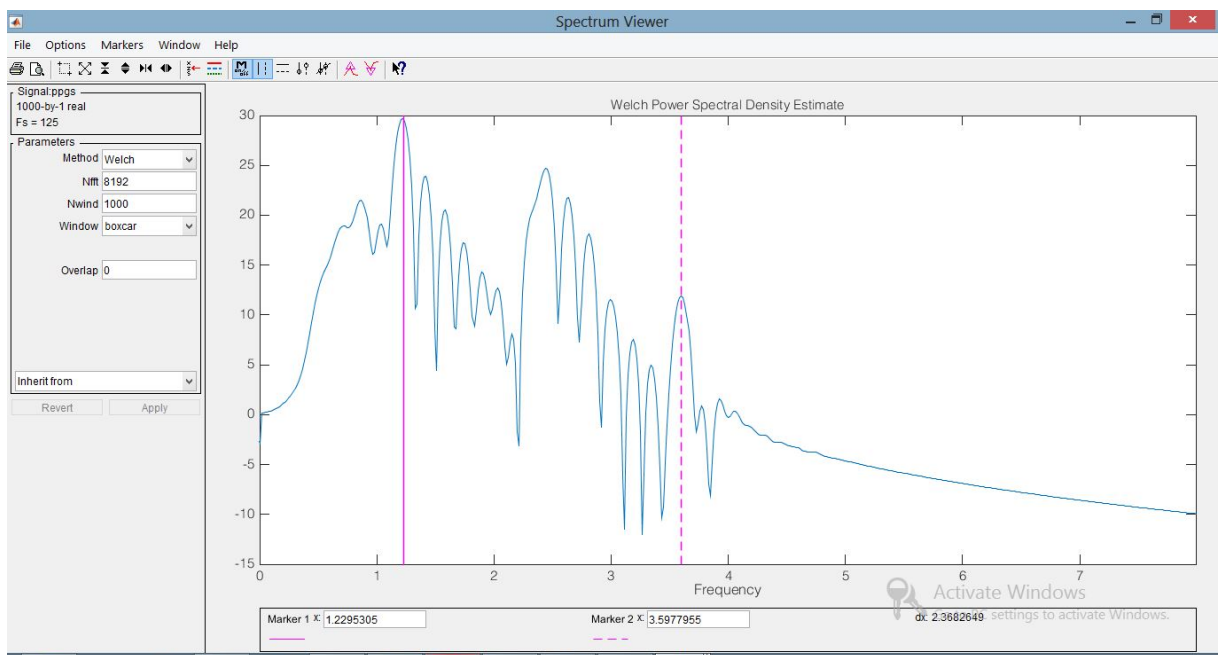 Spectrum Viewer
File Options Markers Window Help
Signal:ppgs
1000-by-1 real
Fs = 125
Parameters
Method Welch
Nfft 8192
Nwind 1000
Window boxcar
Overlap 0
Inherit from
Revert Apply
Welch Power Spectral Density Estimate
30
25
20
15
10
5
0
-5
-10
-15
0 1 2 3 4 5 6 7
Frequency
Activate Windows
settings to activate Windows.
Marker 1 X: 1.2295305
Marker 2 X: 3.5977955
dx: 2.3682649